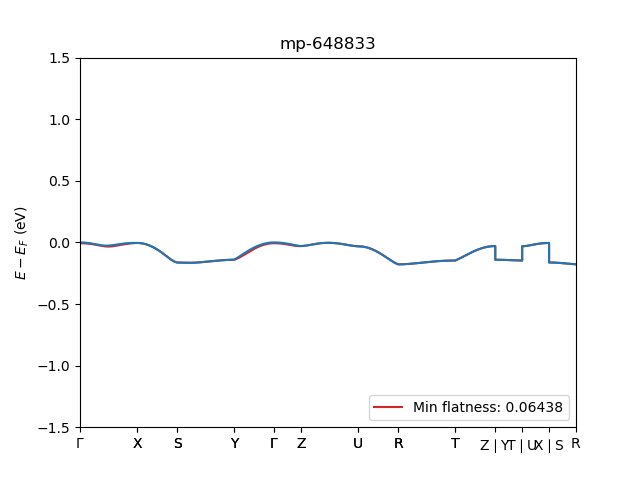 mp-648833
1.5
1.0
0.5
0.0
−0.5
−1.0
−1.5
E − E_F (eV)
Min flatness: 0.06438
Γ X S Y Γ Z U R T Z | Y T | U X | S R